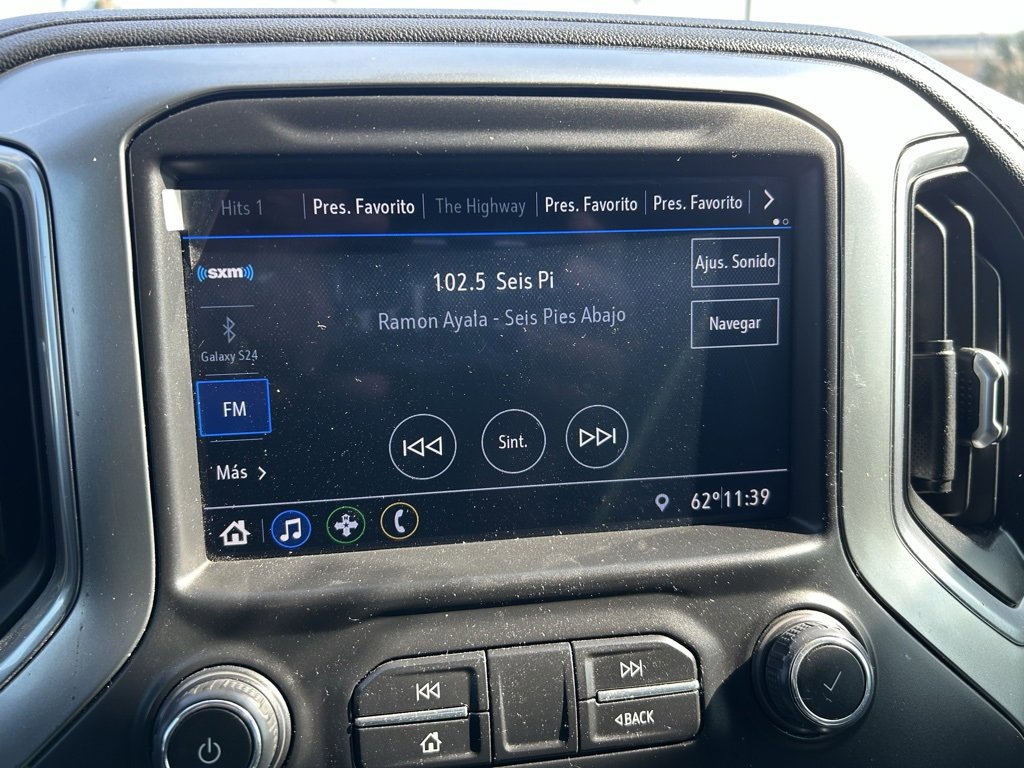 Hits 1 Pres. Favorito The Highway Pres. Favorito Pres. Favorito
((sxm))
102.5 Seis Pi
Ajus. Sonido
Ramon Ayala - Seis Pies Abajo
Navegar
Galaxy S24
FM
Sint.
Más
62° 11:39
BACK